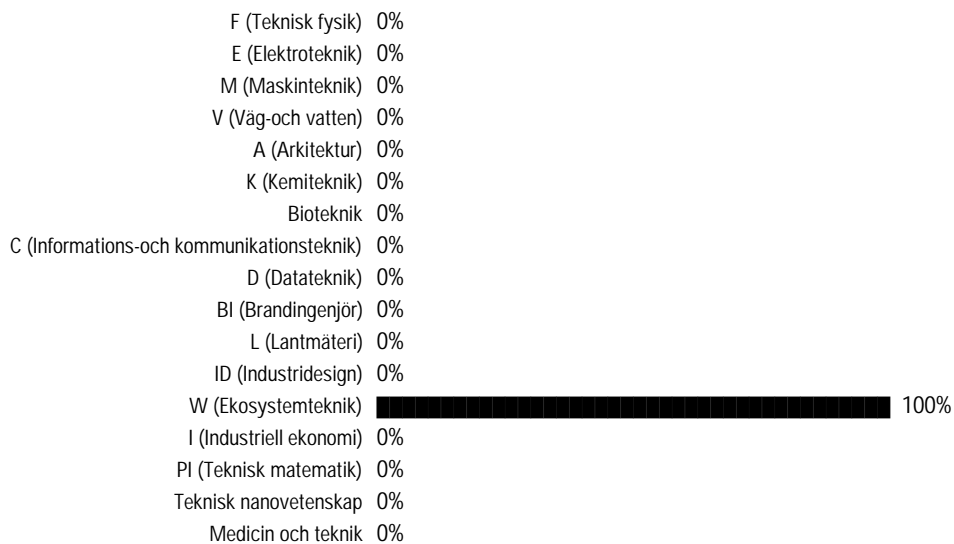 F (Teknisk fysik) 0%
E (Elektroteknik) 0%
M (Maskinteknik) 0%
V (Väg-och vatten) 0%
A (Arkitektur) 0%
K (Kemiteknik) 0%
Bioteknik 0%
C (Informations-och kommunikationsteknik) 0%
D (Datateknik) 0%
BI (Brandingenjör) 0%
L (Lantmäteri) 0%
ID (Industridesign) 0%
W (Ekosystemteknik) 100%
I (Industriell ekonomi) 0%
PI (Teknisk matematik) 0%
Teknisk nanovetenskap 0%
Medicin och teknik 0%